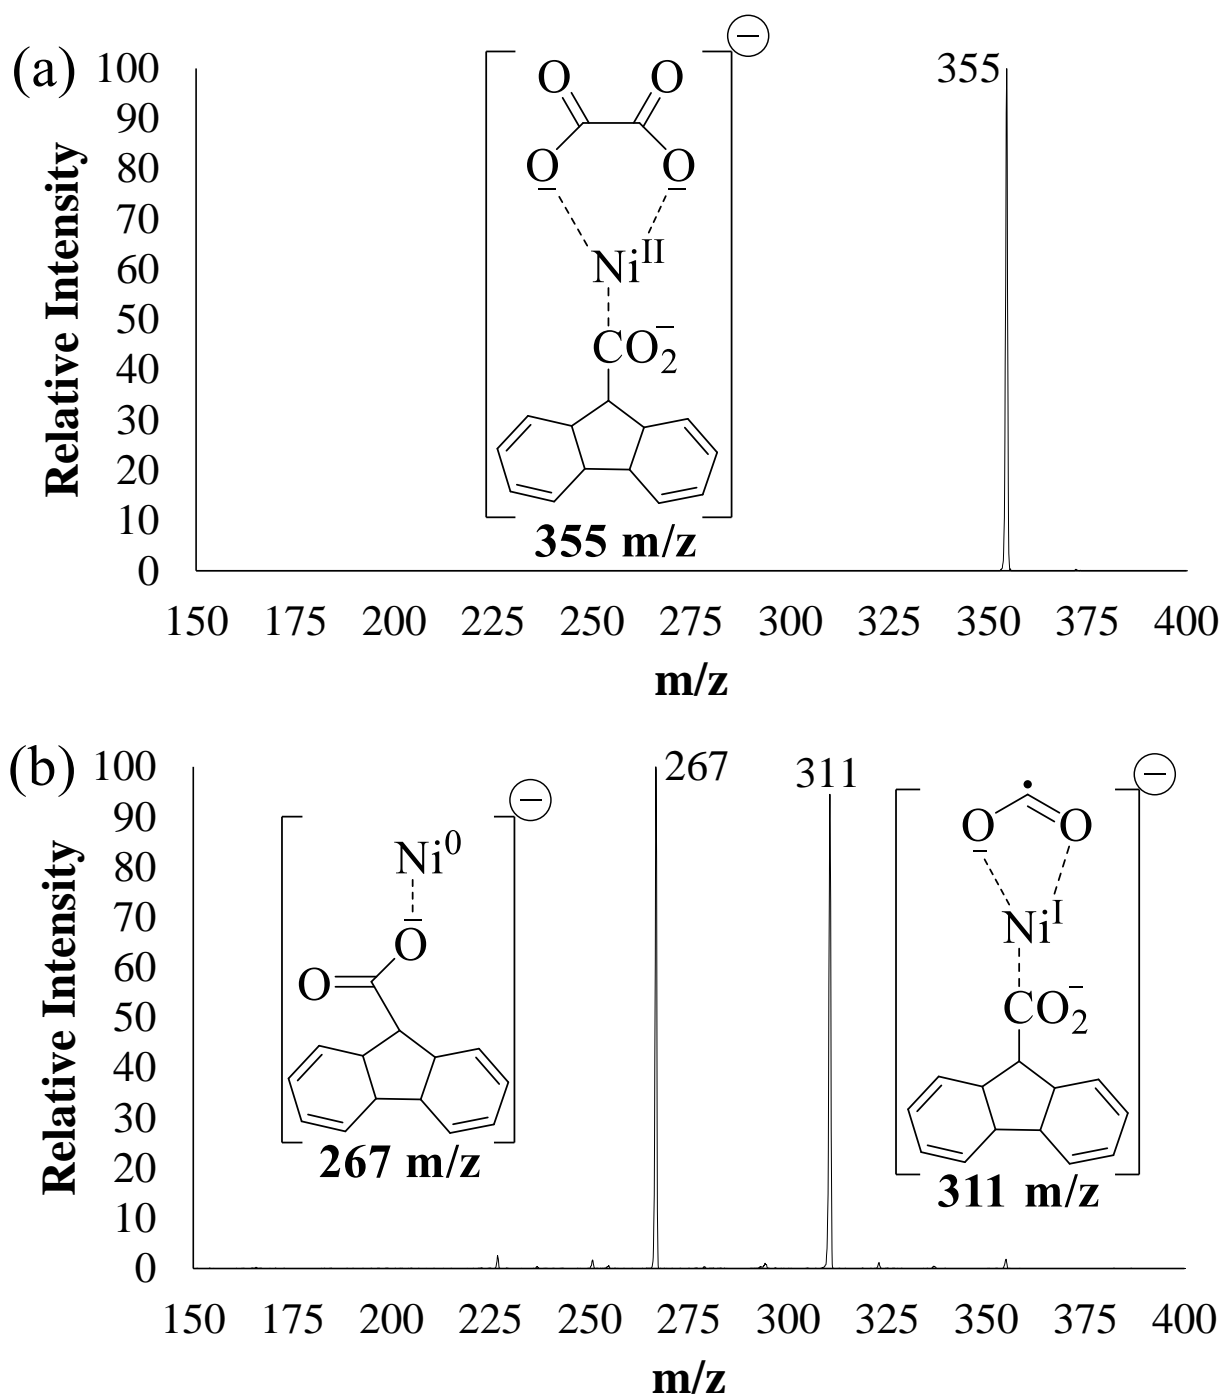 (a)
Relative Intensity
100
90
80
70
60
50
40
30
20
10
0
355
O O
O O
Ni^II
CO2^−
−
355 m/z
150 175 200 225 250 275 300 325 350 375 400
m/z
(b)
Relative Intensity
100
90
80
70
60
50
40
30
20
10
0
267
311
−
Ni^0
O
O
267 m/z
−
O O
Ni^I
CO2^−
311 m/z
150 175 200 225 250 275 300 325 350 375 400
m/z